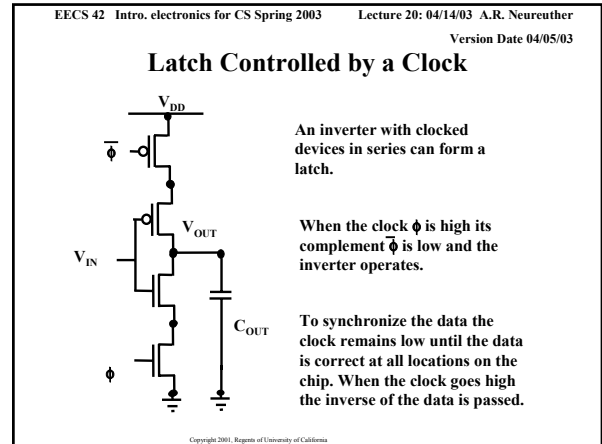 EECS 42 Intro. electronics for CS Spring 2003 Lecture 20: 04/14/03 A.R. Neureuther
Version Date 04/05/03
Latch Controlled by a Clock
V_DD
ϕ̅
V_OUT
V_IN
C_OUT
ϕ
An inverter with clocked
devices in series can form a
latch.
When the clock ϕ is high its
complement ϕ̅ is low and the
inverter operates.
To synchronize the data the
clock remains low until the data
is correct at all locations on the
chip. When the clock goes high
the inverse of the data is passed.
Copyright 2001, Regents of University of California